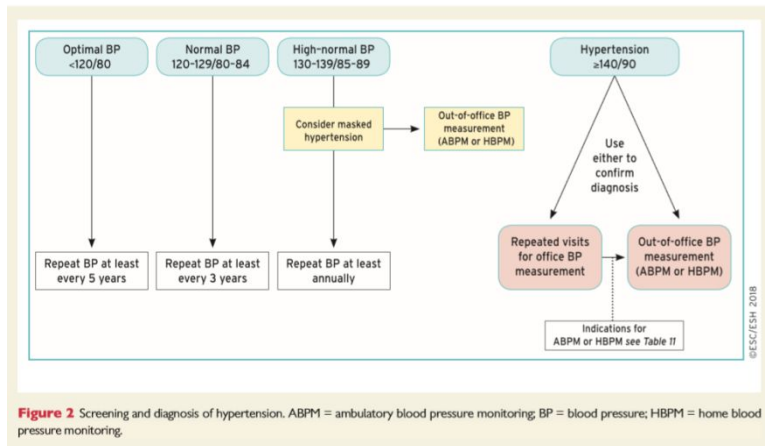 Optimal BP
<120/80
Normal BP
120-129/80-84
High-normal BP
130-139/85-89
Hypertension
≥140/90
Consider masked
hypertension
Out-of-office BP
measurement
(ABPM or HBPM)
Use
either to
confirm
diagnosis
Repeat BP at least
every 5 years
Repeat BP at least
every 3 years
Repeat BP at least
annually
Repeated visits
for office BP
measurement
Out-of-office BP
measurement
(ABPM or HBPM)
Indications for
ABPM or HBPM see Table 11
©ESC/ESH 2018
Figure 2 Screening and diagnosis of hypertension. ABPM = ambulatory blood pressure monitoring; BP = blood pressure; HBPM = home blood
pressure monitoring.